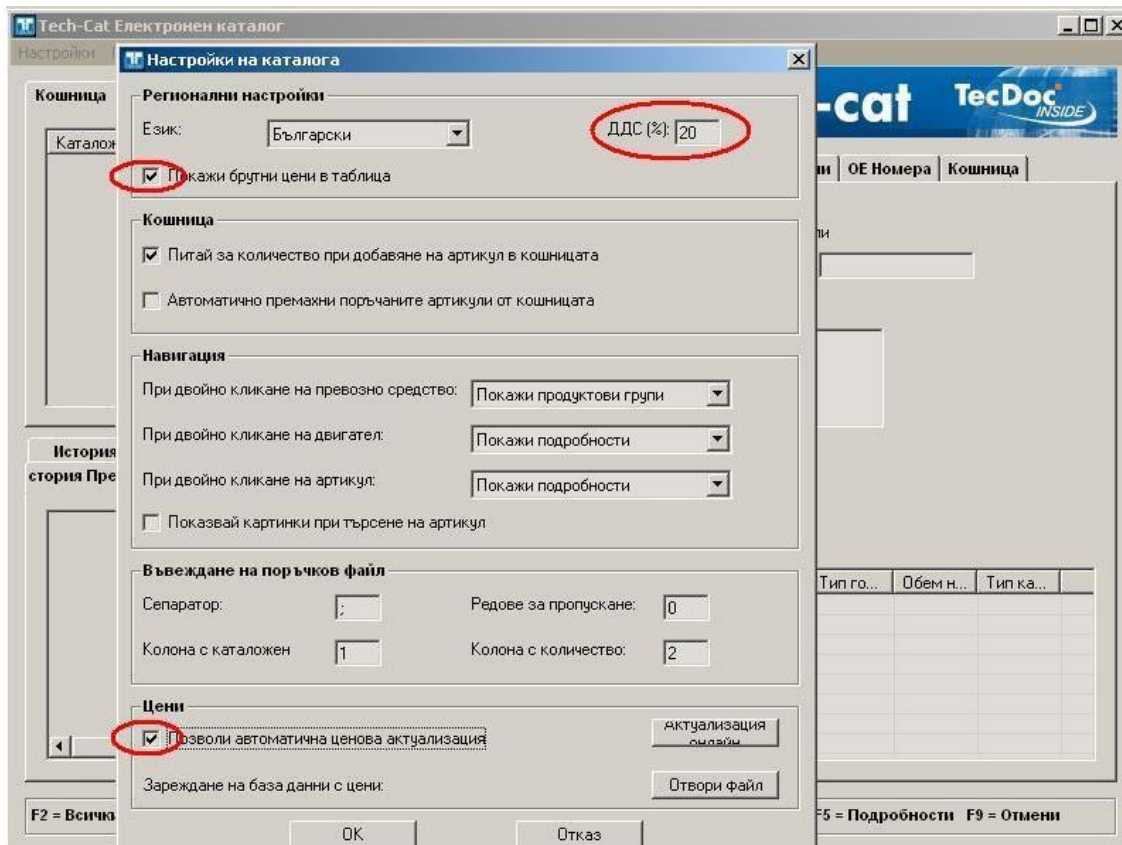 Tech-Cat Електронен каталог
Настройки
Настройки на каталога
-cat
TecDoc
INSIDE
Кошница
Каталож
ОЕ Номера
Кошница
Регионални настройки
Език: Български ДДС (%): 20
Покажи брутни цени в таблица
Кошница
Питай за количество при добавяне на артикул в кошницата
Автоматично премахни поръчаните артикули от кошницата
Навигация
При двойно кликане на превозно средство: Покажи продуктови групи
При двойно кликане на двигател: Покажи подробности
При двойно кликане на артикул: Покажи подробности
Показвай картинки при търсене на артикул
История
стория Пре
Въвеждане на поръчков файл
Сепаратор: ; Редове за пропускане: 0
Колона с каталожен 1 Колона с количество: 2
Тип го... Обем н... Тип ка...
Цени
Позволи автоматична ценова актуализация Актуализация онлайн
Зареждане на база данни с цени: Отвори файл
OK Отказ
F2 = Всички F5 = Подробности F9 = Отмени